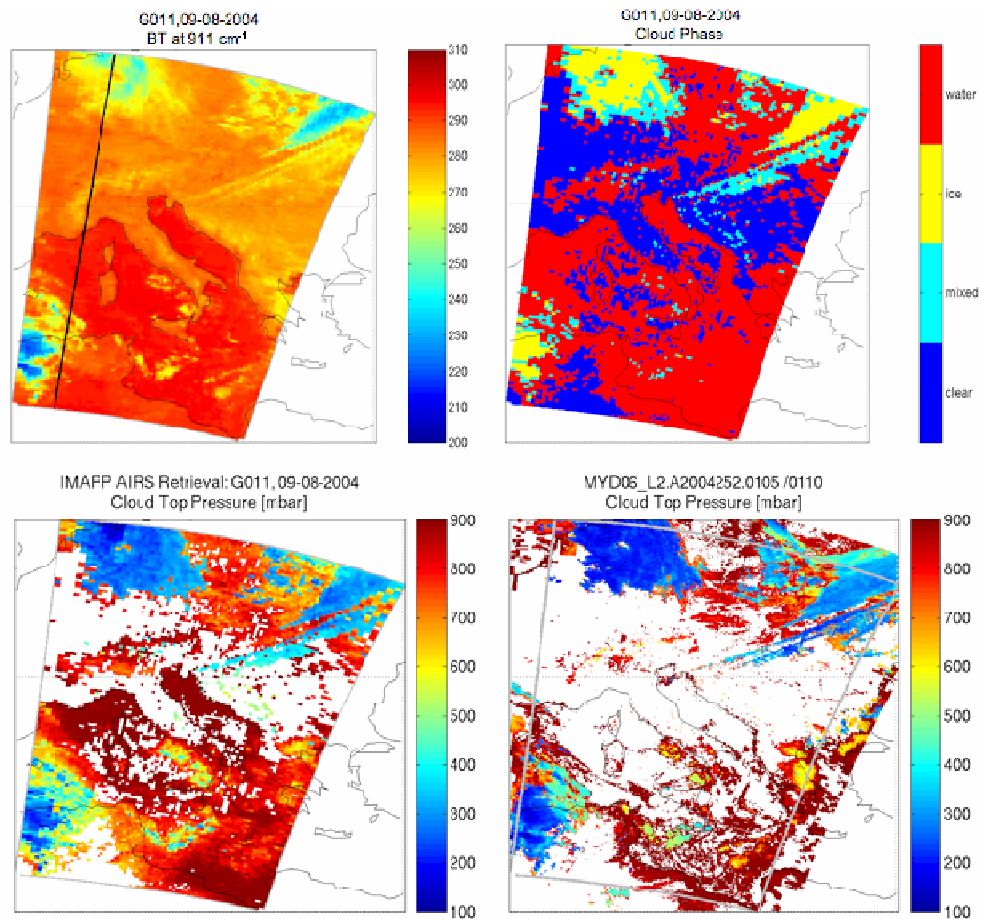 G011,09-08-2004
BT at 911 cm-1
310
300
290
280
270
260
250
240
230
220
210
200
G011,09-08-2004
Cloud Phase
water
ice
mixed
clear
IMAPP AIRS Retrieval: G011, 09-08-2004
Cloud Top Pressure [mbar]
900
800
700
600
500
400
300
200
100
MYD06_L2.A2004252.0105 /0110
Cloud Top Pressure [mbar]
900
800
700
600
500
400
300
200
100